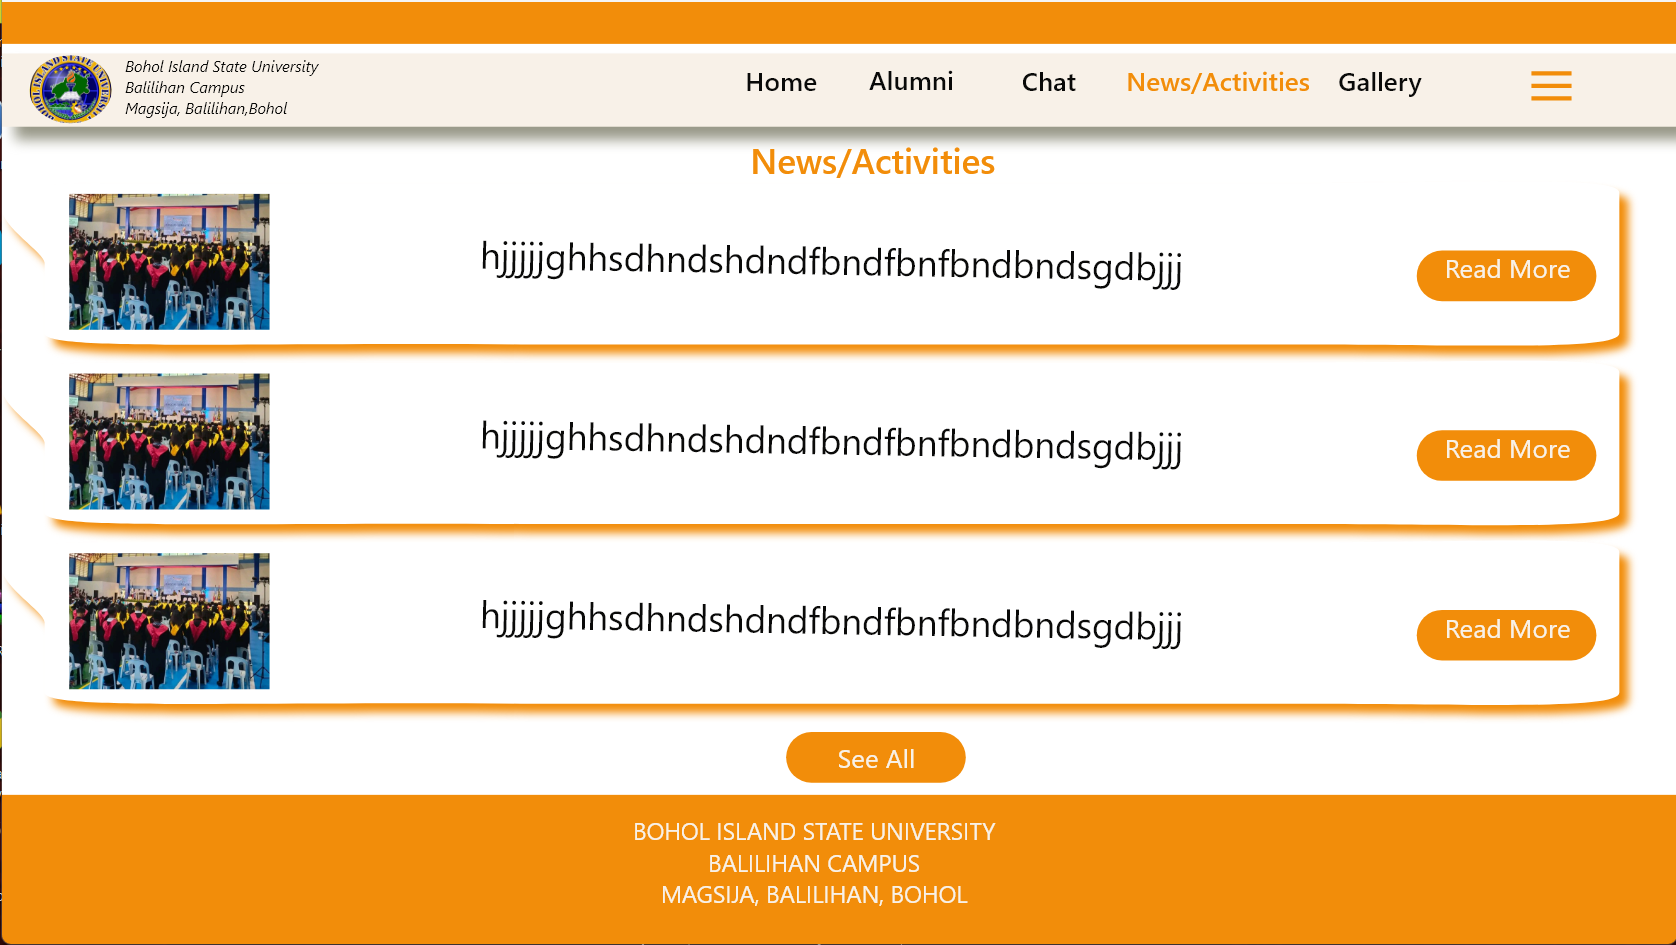 Bohol Island State University
Balilihan Campus
Magsija, Balilihan,Bohol
Home Alumni Chat News/Activities Gallery
News/Activities
hjjjjjghhsdhndshdndfbndfbnfbndbndsgdbjjj
Read More
hjjjjjghhsdhndshdndfbndfbnfbndbndsgdbjjj
Read More
hjjjjjghhsdhndshdndfbndfbnfbndbndsgdbjjj
Read More
See All
BOHOL ISLAND STATE UNIVERSITY
BALILIHAN CAMPUS
MAGSIJA, BALILIHAN, BOHOL